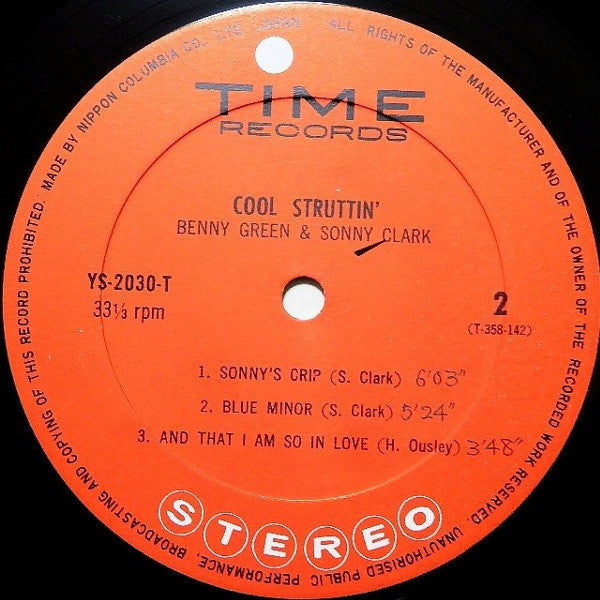 TIME
RECORDS
COOL STRUTTIN'
BENNY GREEN & SONNY CLARK
YS-2030-T
33⅓ rpm
2
(T-358-142)
1. SONNY'S CRIP (S. Clark) 6'03"
2. BLUE MINOR (S. Clark) 5'24"
3. AND THAT I AM SO IN LOVE (H. Ousley) 3'48"
STEREO
MADE BY NIPPON COLUMBIA CO., LTD., JAPAN ALL RIGHTS OF THE MANUFACTURER AND OF THE OWNER OF THE RECORDED WORK RESERVED. UNAUTHORISED PUBLIC PERFORMANCE, BROADCASTING AND COPYING OF THIS RECORD PROHIBITED.